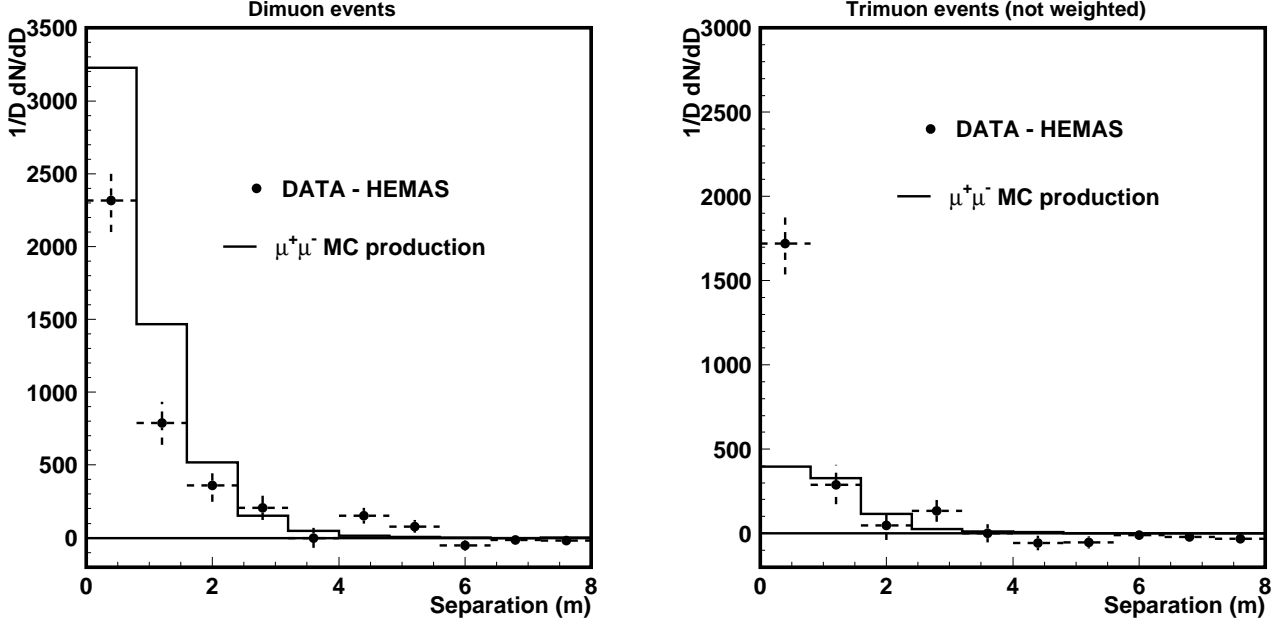 Dimuon events
1/D dN/dD
3500
3000
2500
2000
1500
1000
500
0
DATA - HEMAS
μ⁺μ⁻ MC production
0 2 4 6 8
Separation (m)
Trimuon events (not weighted)
1/D dN/dD
3000
2500
2000
1500
1000
500
0
DATA - HEMAS
μ⁺μ⁻ MC production
0 2 4 6 8
Separation (m)